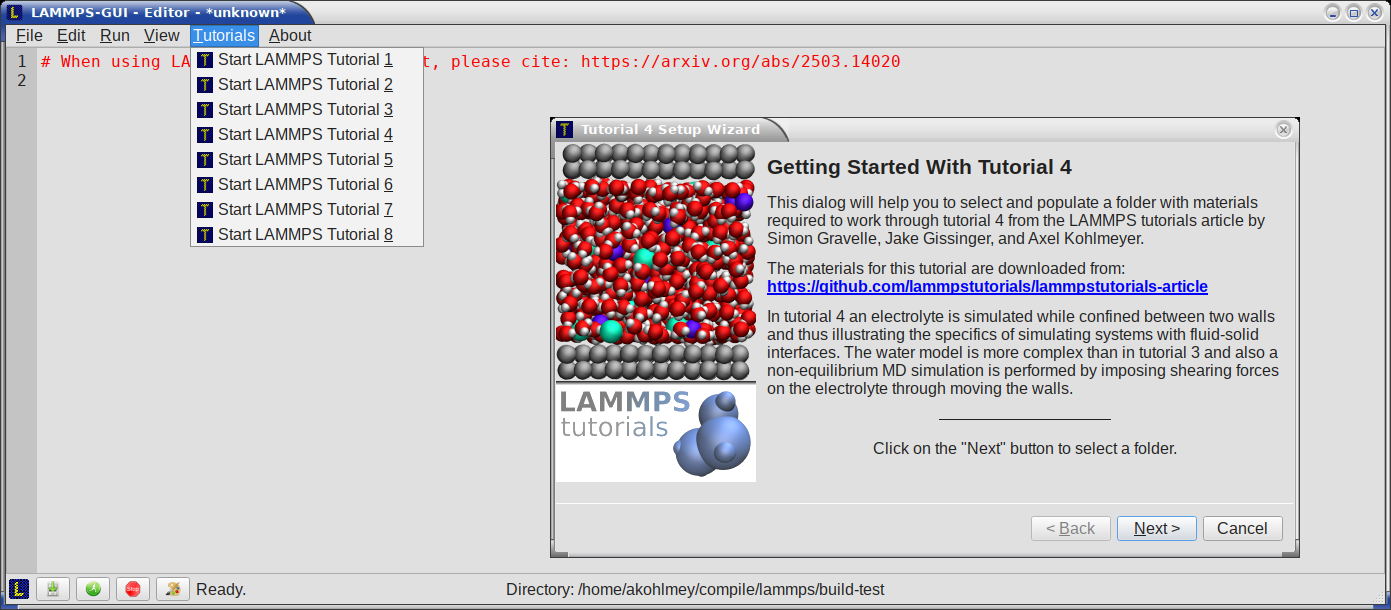 LAMMPS-GUI - Editor - *unknown*
File Edit Run View Tutorials About
1 # When using LA t, please cite: https://arxiv.org/abs/2503.14020
2
Start LAMMPS Tutorial 1
Start LAMMPS Tutorial 2
Start LAMMPS Tutorial 3
Start LAMMPS Tutorial 4
Start LAMMPS Tutorial 5
Start LAMMPS Tutorial 6
Start LAMMPS Tutorial 7
Start LAMMPS Tutorial 8
Tutorial 4 Setup Wizard
Getting Started With Tutorial 4
This dialog will help you to select and populate a folder with materials
required to work through tutorial 4 from the LAMMPS tutorials article by
Simon Gravelle, Jake Gissinger, and Axel Kohlmeyer.
The materials for this tutorial are downloaded from:
https://github.com/lammpstutorials/lammpstutorials-article
In tutorial 4 an electrolyte is simulated while confined between two walls
and thus illustrating the specifics of simulating systems with fluid-solid
interfaces. The water model is more complex than in tutorial 3 and also a
non-equilibrium MD simulation is performed by imposing shearing forces
on the electrolyte through moving the walls.
LAMMPS
tutorials
Click on the "Next" button to select a folder.
< Back Next > Cancel
L Stop Ready. Directory: /home/akohlmey/compile/lammps/build-test